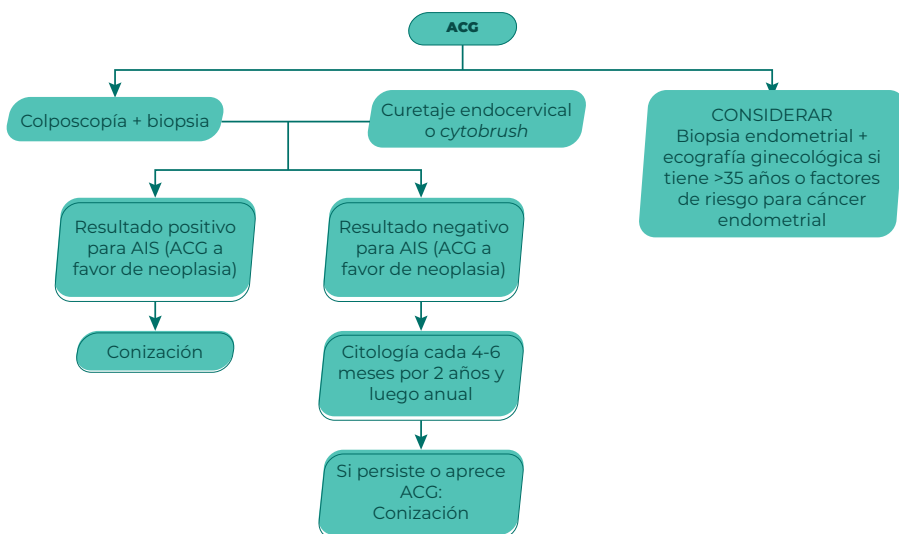 ACG
Colposcopía + biopsia
Curetaje endocervical
o cytobrush
CONSIDERAR
Biopsia endometrial +
ecografía ginecológica si
tiene >35 años o factores
de riesgo para cáncer
endometrial
Resultado positivo
para AIS (ACG a
favor de neoplasia)
Resultado negativo
para AIS (ACG a
favor de neoplasia)
Conización
Citología cada 4-6
meses por 2 años y
luego anual
Si persiste o aprece
ACG:
Conización